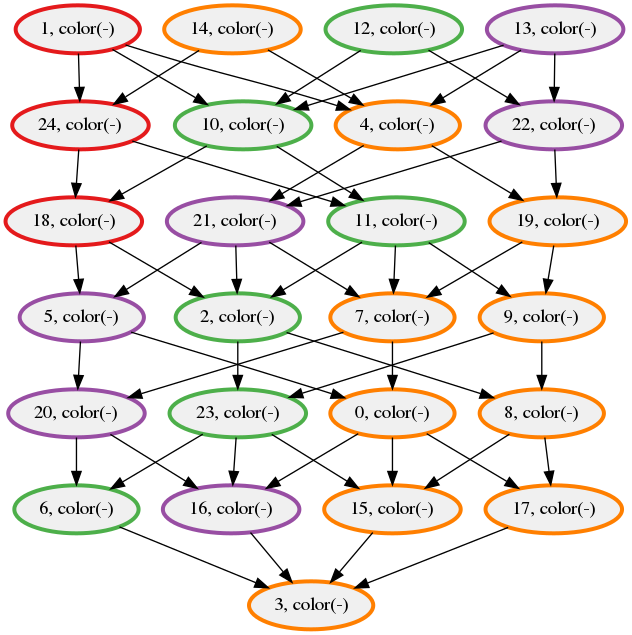 1, color(-) 14, color(-) 12, color(-) 13, color(-)
24, color(-) 10, color(-) 4, color(-) 22, color(-)
18, color(-) 21, color(-) 11, color(-) 19, color(-)
5, color(-) 2, color(-) 7, color(-) 9, color(-)
20, color(-) 23, color(-) 0, color(-) 8, color(-)
6, color(-) 16, color(-) 15, color(-) 17, color(-)
3, color(-)